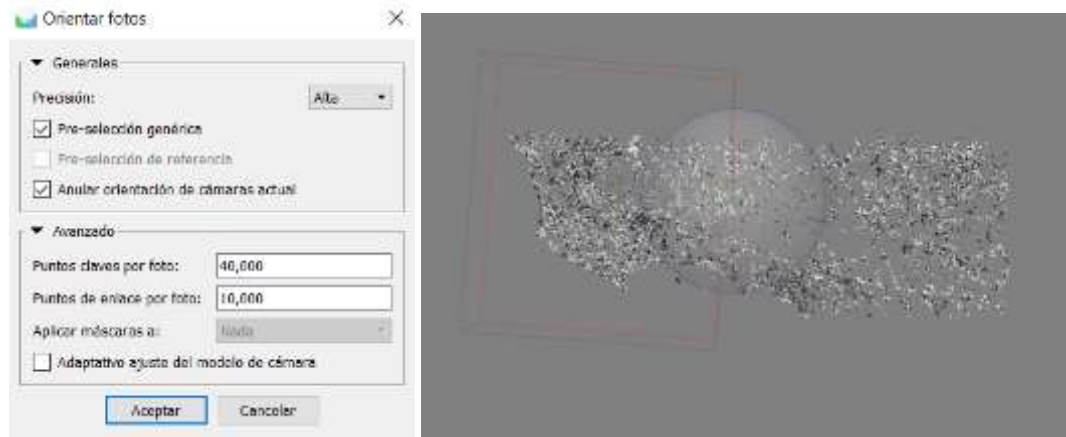 Orientar fotos
Generales
Precisión: Alta
Pre-selección genérica
Pre-selección de referencia
Anular orientación de cámaras actual
Avanzado
Puntos claves por foto: 40,000
Puntos de enlace por foto: 10,000
Aplicar máscaras a: Nada
Adaptativo ajuste del modelo de cámara
Aceptar Cancelar